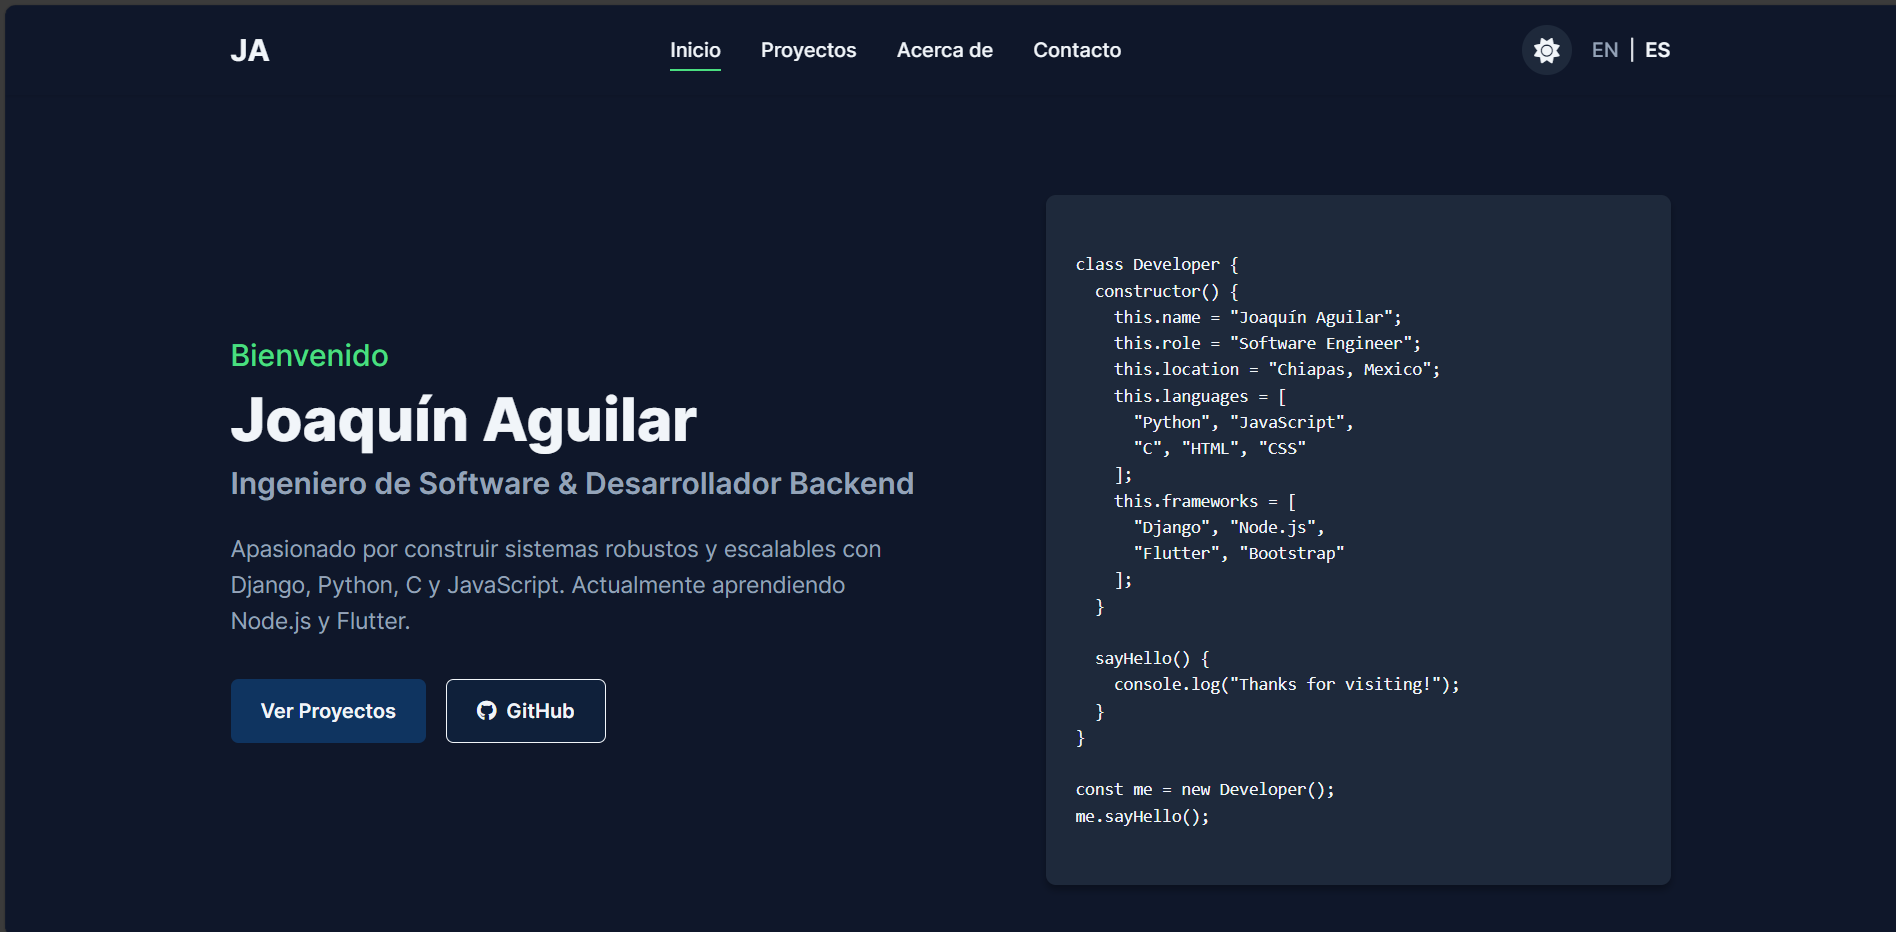 JA
Inicio
Proyectos
Acerca de
Contacto
EN | ES
Bienvenido
Joaquín Aguilar
Ingeniero de Software & Desarrollador Backend
Apasionado por construir sistemas robustos y escalables con
Django, Python, C y JavaScript. Actualmente aprendiendo
Node.js y Flutter.
Ver Proyectos
GitHub
class Developer {
  constructor() {
    this.name = "Joaquín Aguilar";
    this.role = "Software Engineer";
    this.location = "Chiapas, Mexico";
    this.languages = [
      "Python", "JavaScript",
      "C", "HTML", "CSS"
    ];
    this.frameworks = [
      "Django", "Node.js",
      "Flutter", "Bootstrap"
    ];
  }

  sayHello() {
    console.log("Thanks for visiting!");
  }
}

const me = new Developer();
me.sayHello();